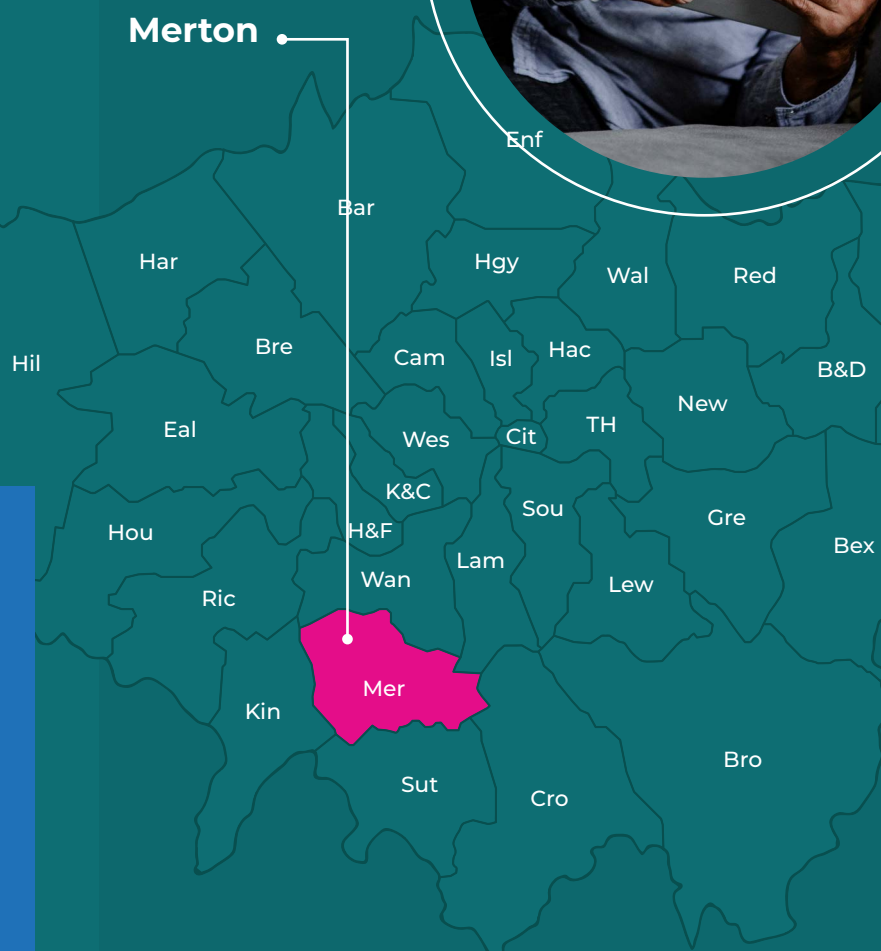 Merton
Enf
Bar
Har
Hgy
Wal
Red
Bre
Cam
Isl
Hac
Hil
B&D
New
Eal
Wes
Cit
TH
K&C
Sou
Gre
Hou
H&F
Bex
Lam
Wan
Lew
Ric
Mer
Kin
Bro
Sut
Cro